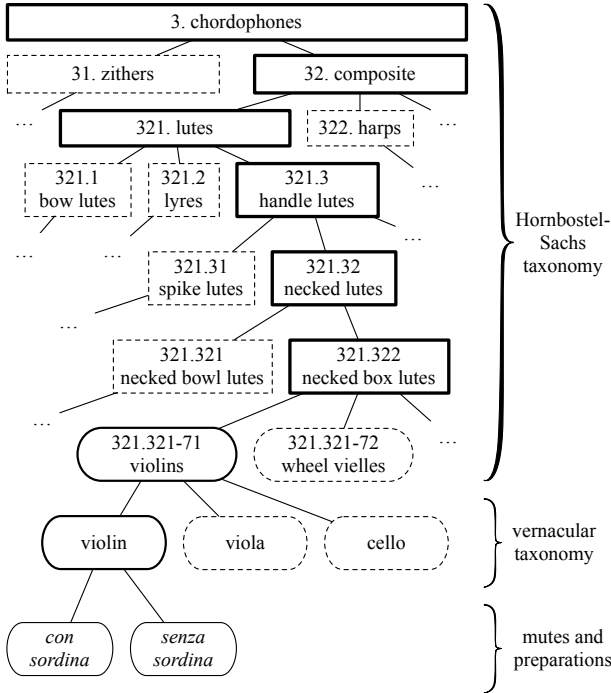 3. chordophones
31. zithers
32. composite
...
321. lutes
322. harps
...
321.1
bow lutes
321.2
lyres
321.3
handle lutes
...
...
...
...
321.31
spike lutes
321.32
necked lutes
...
321.321
necked bowl lutes
321.322
necked box lutes
...
...
321.321-71
violins
321.321-72
wheel vielles
Hornbostel-
Sachs
taxonomy
violin
viola
cello
vernacular
taxonomy
con
sordina
senza
sordina
mutes and
preparations